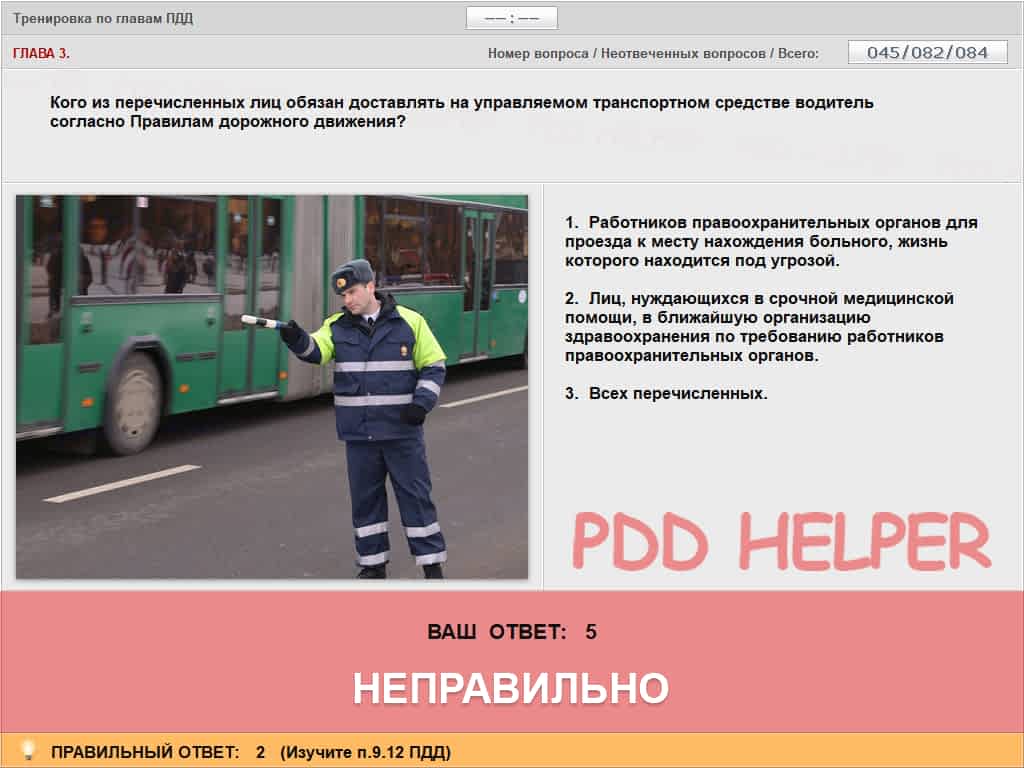 Тренировка по главам ПДД
–– : ––
ГЛАВА 3.
Номер вопроса / Неотвеченных вопросов / Всего:
045/082/084
Кого из перечисленных лиц обязан доставлять на управляемом транспортном средстве водитель
согласно Правилам дорожного движения?
1. Работников правоохранительных органов для
проезда к месту нахождения больного, жизнь
которого находится под угрозой.
2. Лиц, нуждающихся в срочной медицинской
помощи, в ближайшую организацию
здравоохранения по требованию работников
правоохранительных органов.
3. Всех перечисленных.
PDD HELPER
ВАШ ОТВЕТ: 5
НЕПРАВИЛЬНО
ПРАВИЛЬНЫЙ ОТВЕТ: 2 (Изучите п.9.12 ПДД)